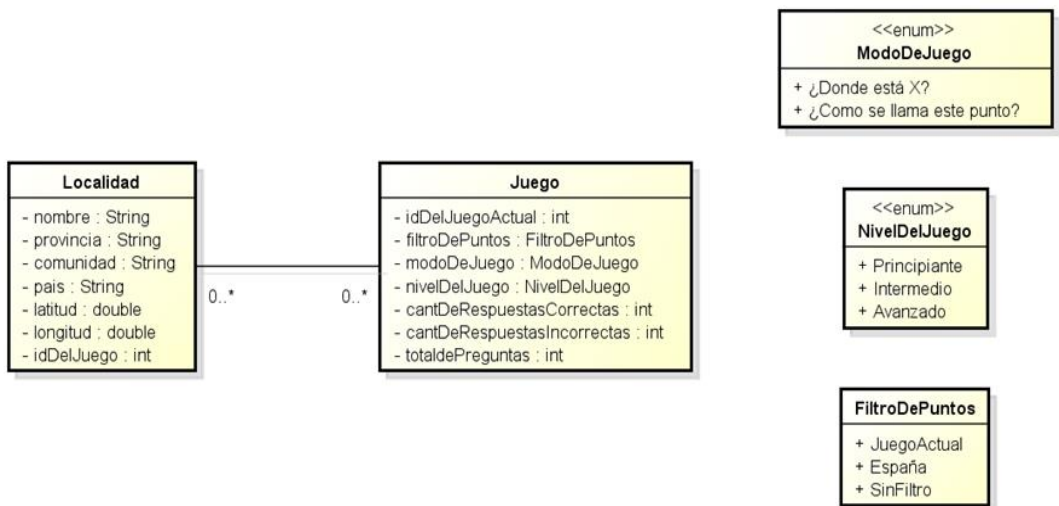 <<enum>>
ModoDeJuego
+ ¿Donde está X?
+ ¿Como se llama este punto?
Localidad
- nombre : String
- provincia : String
- comunidad : String
- pais : String
- latitud : double
- longitud : double
- idDelJuego : int
0..*
0..*
Juego
- idDelJuegoActual : int
- filtroDePuntos : FiltroDePuntos
- modoDeJuego : ModoDeJuego
- nivelDelJuego : NivelDelJuego
- cantDeRespuestasCorrectas : int
- cantDeRespuestasIncorrectas : int
- totaldePreguntas : int
<<enum>>
NivelDelJuego
+ Principiante
+ Intermedio
+ Avanzado
FiltroDePuntos
+ JuegoActual
+ España
+ SinFiltro